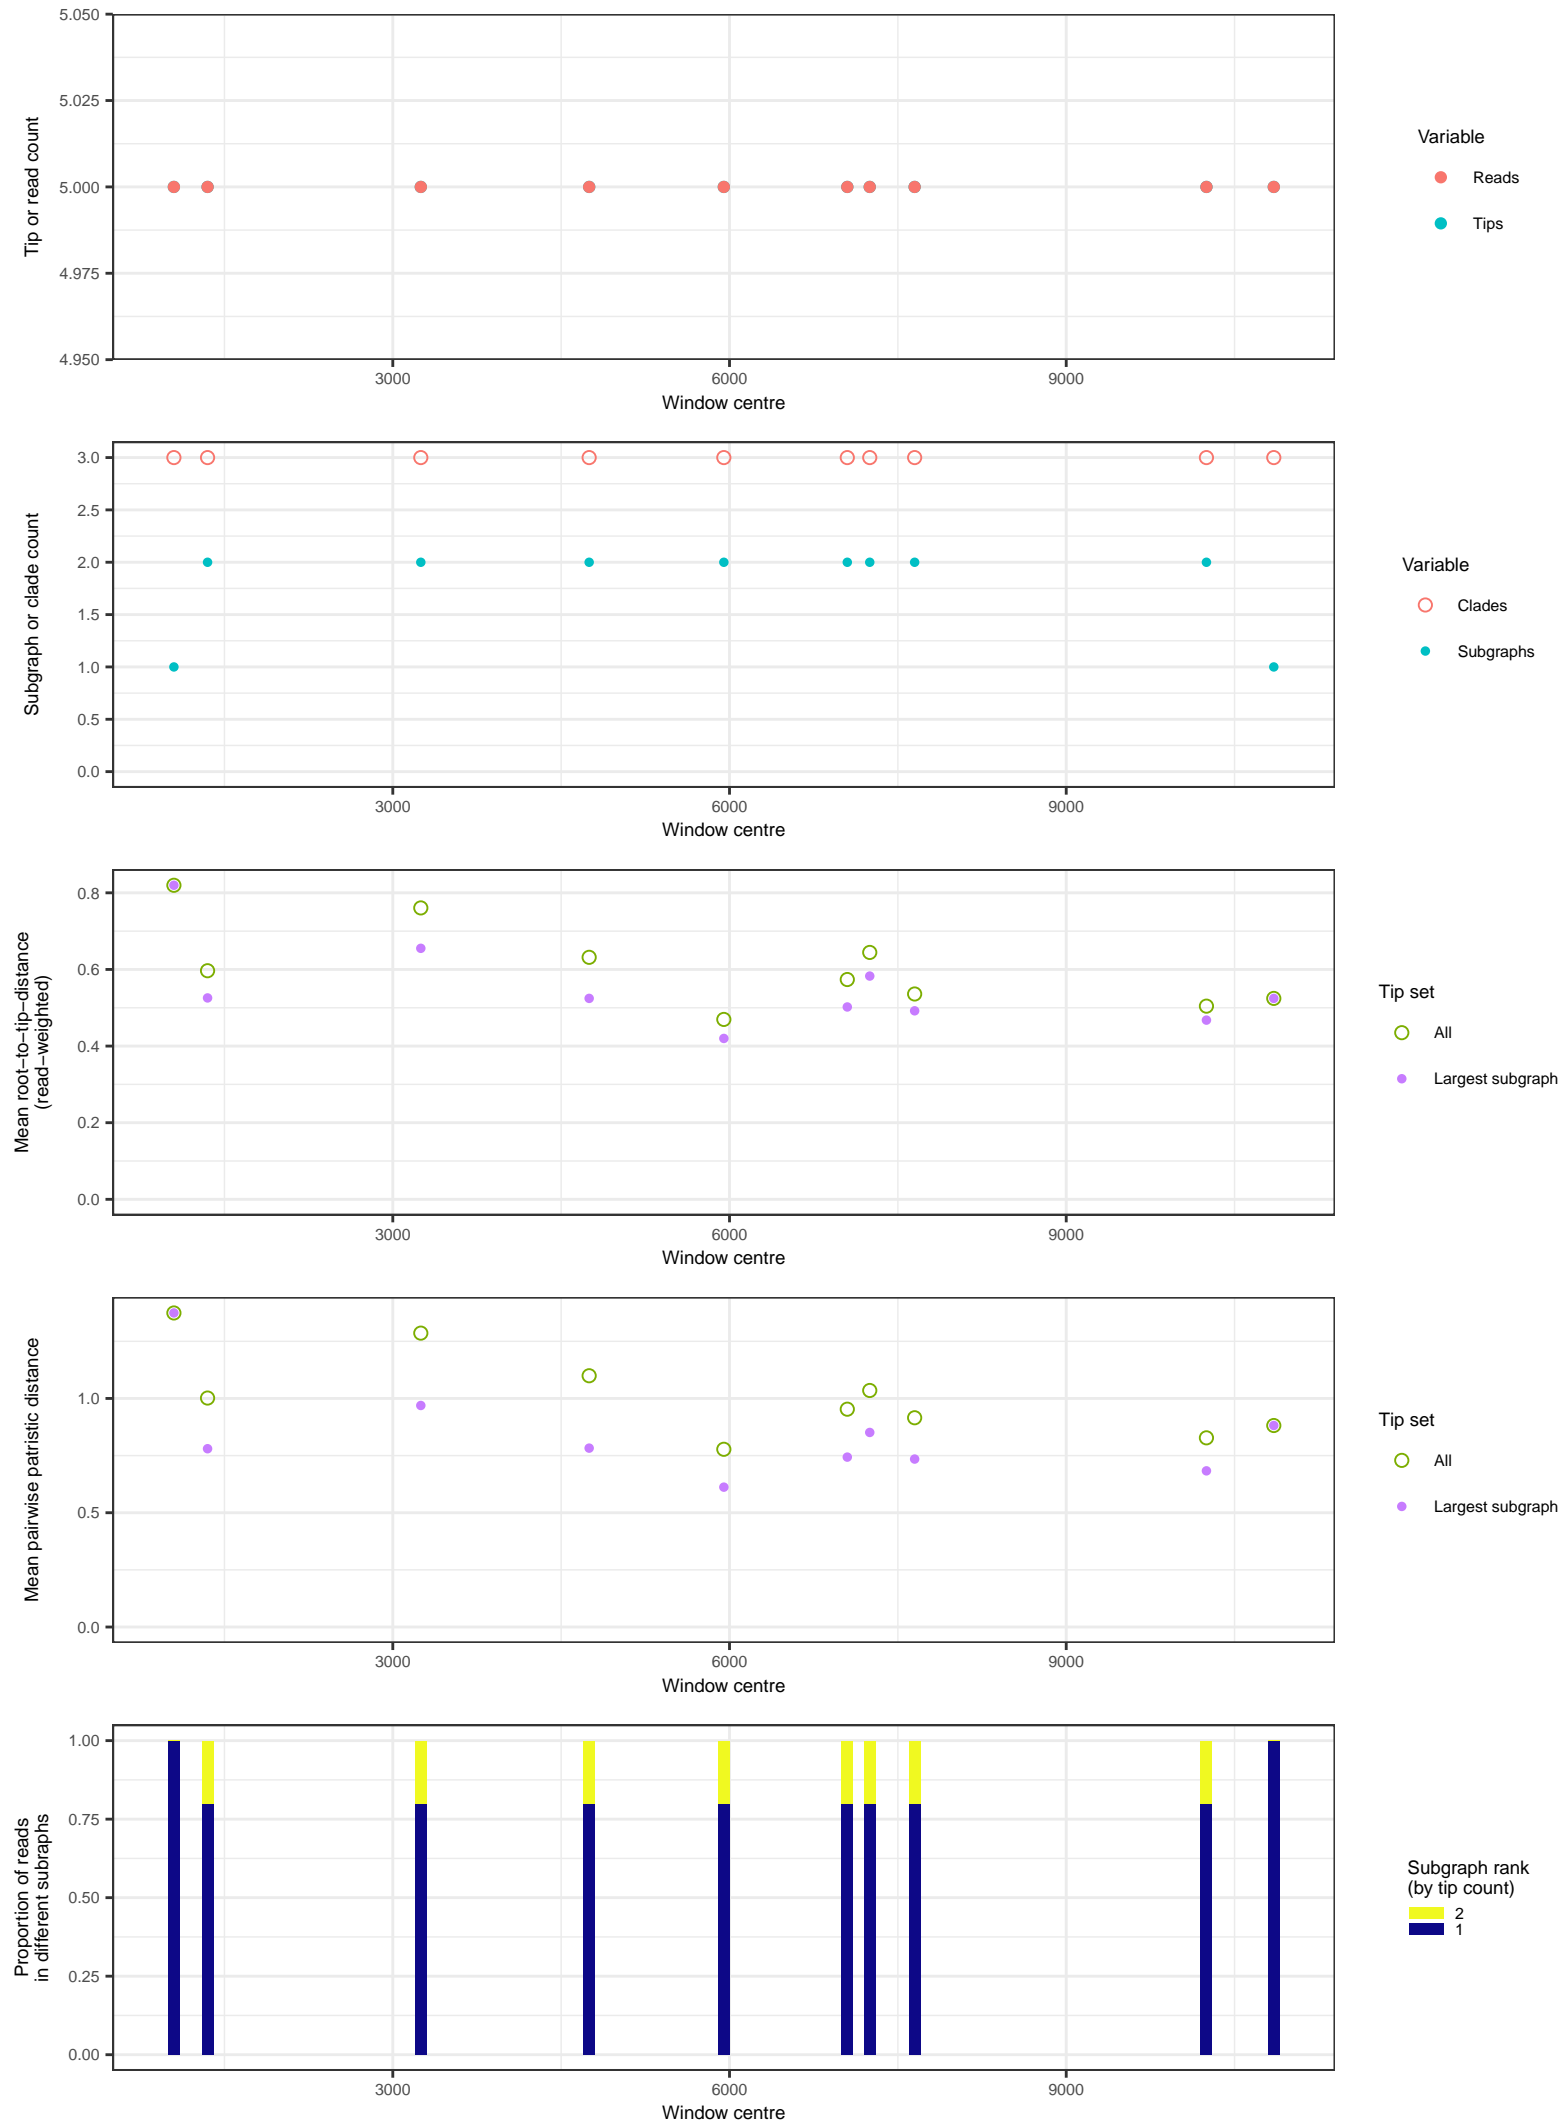 5.050
5.025
5.000
4.975
4.950
Tip or read count
3000 6000 9000
Window centre
Variable
Reads
Tips
3.0
2.5
2.0
1.5
1.0
0.5
0.0
Subgraph or clade count
3000 6000 9000
Window centre
Variable
Clades
Subgraphs
0.8
0.6
0.4
0.2
0.0
Mean root−to−tip−distance
(read−weighted)
3000 6000 9000
Window centre
Tip set
All
Largest subgraph
1.0
0.5
0.0
Mean pairwise patristic distance
3000 6000 9000
Window centre
Tip set
All
Largest subgraph
1.00
0.75
0.50
0.25
0.00
Proportion of reads
in different subraphs
3000 6000 9000
Window centre
Subgraph rank
(by tip count)
2
1